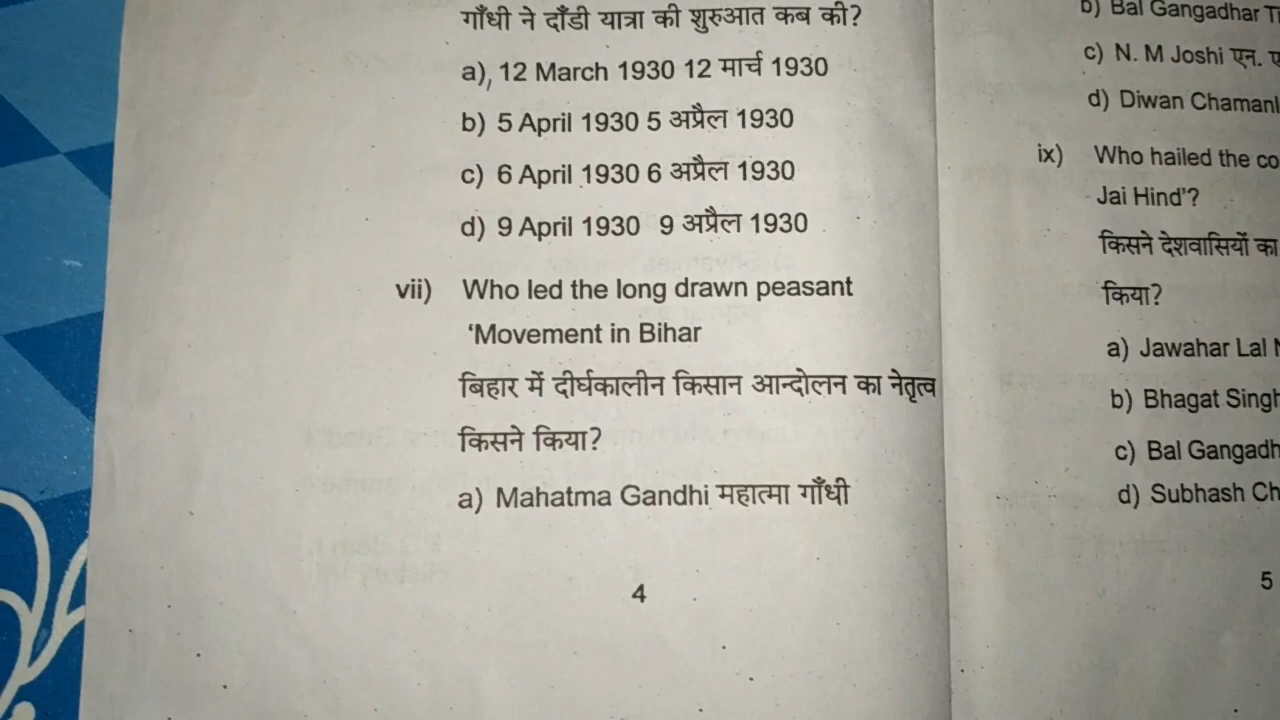 गाँधी ने दाँडी यात्रा की शुरुआत कब की?
a), 12 March 1930 12 मार्च 1930
b) 5 April 1930 5 अप्रैल 1930
c) 6 April 1930 6 अप्रैल 1930
d) 9 April 1930 9 अप्रैल 1930
vii) Who led the long drawn peasant
‘Movement in Bihar
बिहार में दीर्घकालीन किसान आन्दोलन का नेतृत्व
किसने किया?
a) Mahatma Gandhi महात्मा गाँधी
4
b) Bal Gangadhar
c) N. M Joshi एन.
d) Diwan
ix) Who hailed the
Jai Hind'?
किसने देशवासियों का
किया?
a) Jawahar Lal
b) Bhagat
c) Bal
d) Subhash
5